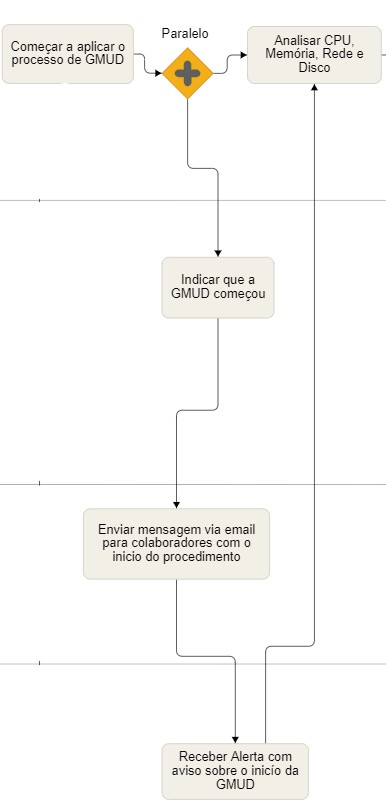 Paralelo
Começar a aplicar o
processo de GMUD
Analisar CPU,
Memória, Rede e
Disco
Indicar que a
GMUD começou
Enviar mensagem via email
para colaboradores com o
inicio do procedimento
Receber Alerta com
aviso sobre o inicío da
GMUD